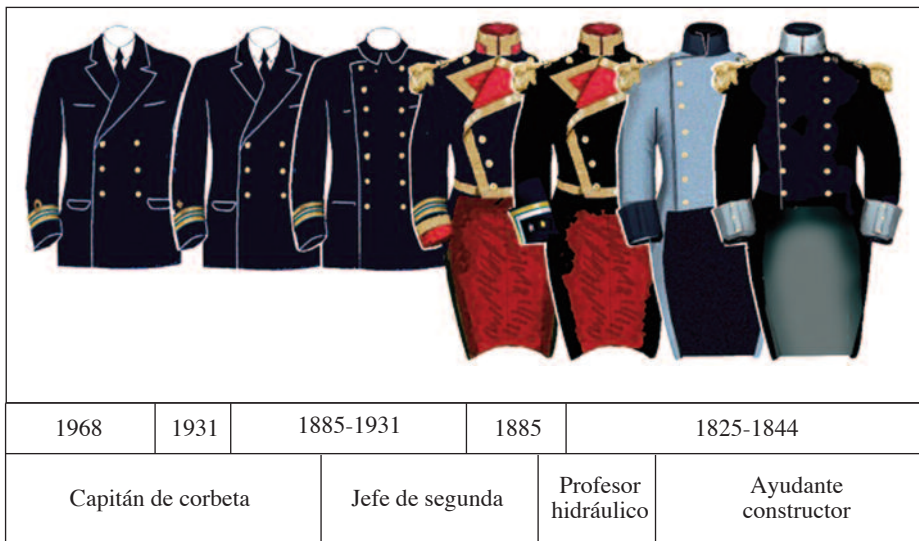 1968 1931 1885-1931 1885 1825-1844
Capitán de corbeta Jefe de segunda Profesor hidráulico Ayudante constructor